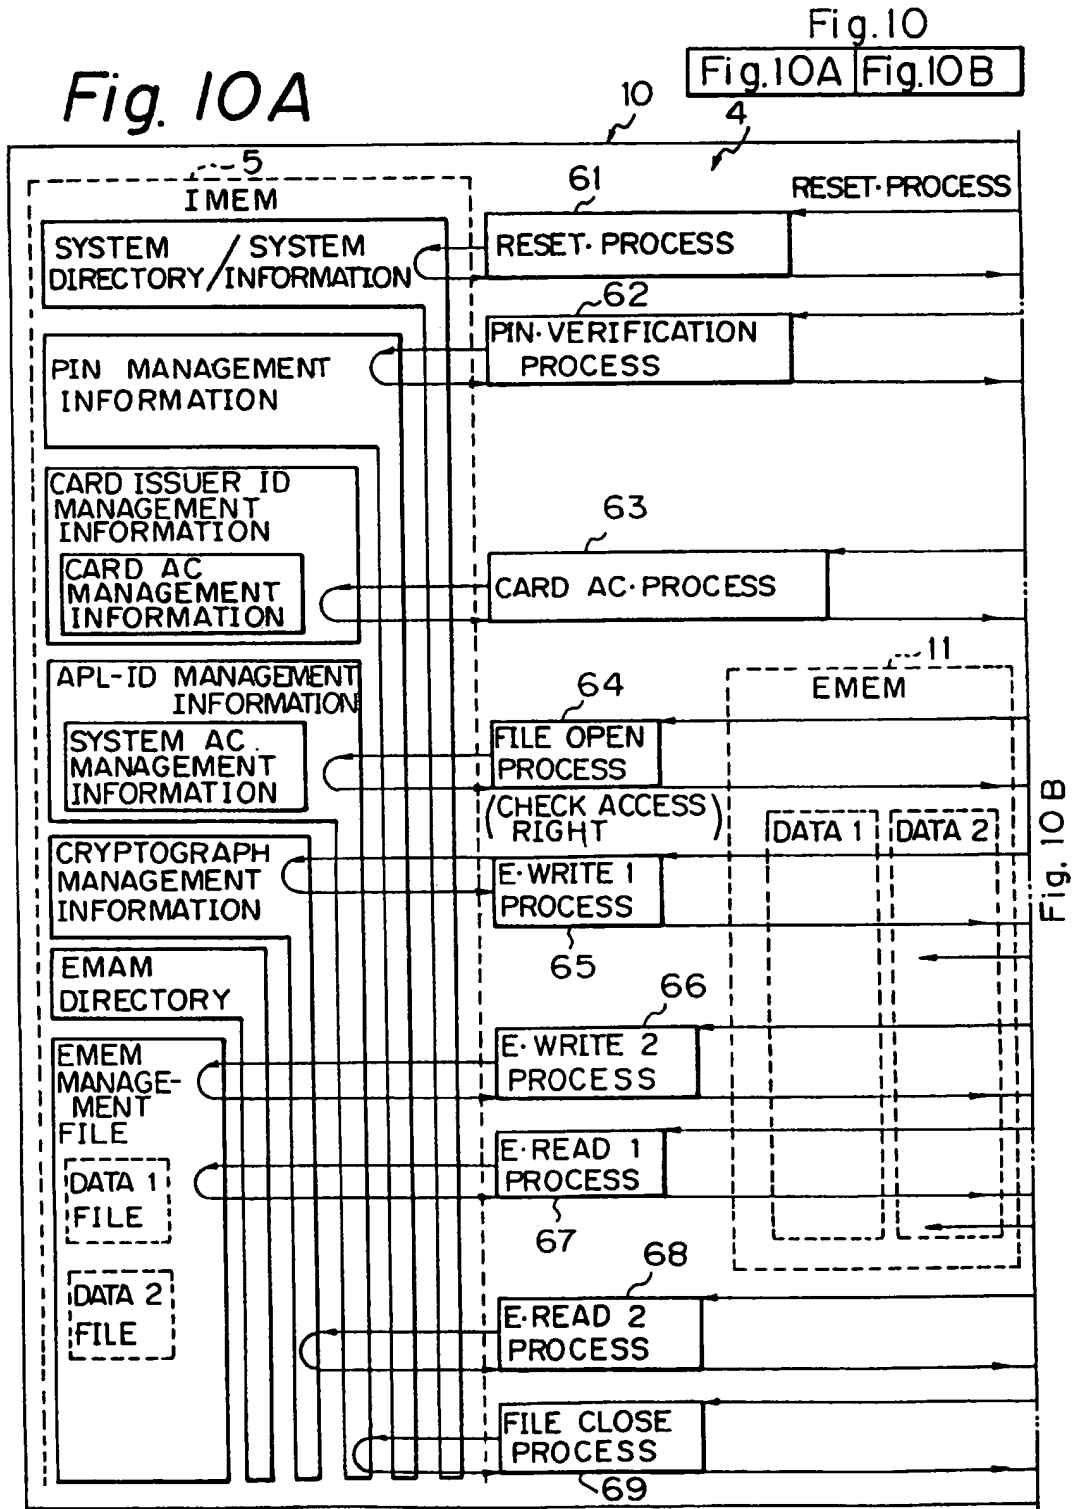 Fig.10
Fig.10A Fig.10B
Fig. 10A
10
4
5
IMEM
SYSTEM DIRECTORY / SYSTEM INFORMATION
61
RESET·PROCESS
RESET·PROCESS
62
PIN·VERIFICATION
PROCESS
PIN MANAGEMENT
INFORMATION
CARD ISSUER ID
MANAGEMENT
INFORMATION
CARD AC
MANAGEMENT
INFORMATION
63
CARD AC·PROCESS
APL-ID MANAGEMENT
INFORMATION
SYSTEM AC.
MANAGEMENT
INFORMATION
64
FILE OPEN
PROCESS
(CHECK ACCESS
RIGHT)
11
EMEM
DATA 1
DATA 2
CRYPTOGRAPH
MANAGEMENT
INFORMATION
E·WRITE 1
PROCESS
65
EMAM
DIRECTORY
66
E·WRITE 2
PROCESS
EMEM
MANAGE-
MENT
FILE
DATA 1
FILE
DATA 2
FILE
E·READ 1
PROCESS
67
68
E·READ 2
PROCESS
FILE CLOSE
PROCESS
69
Fig. 10B